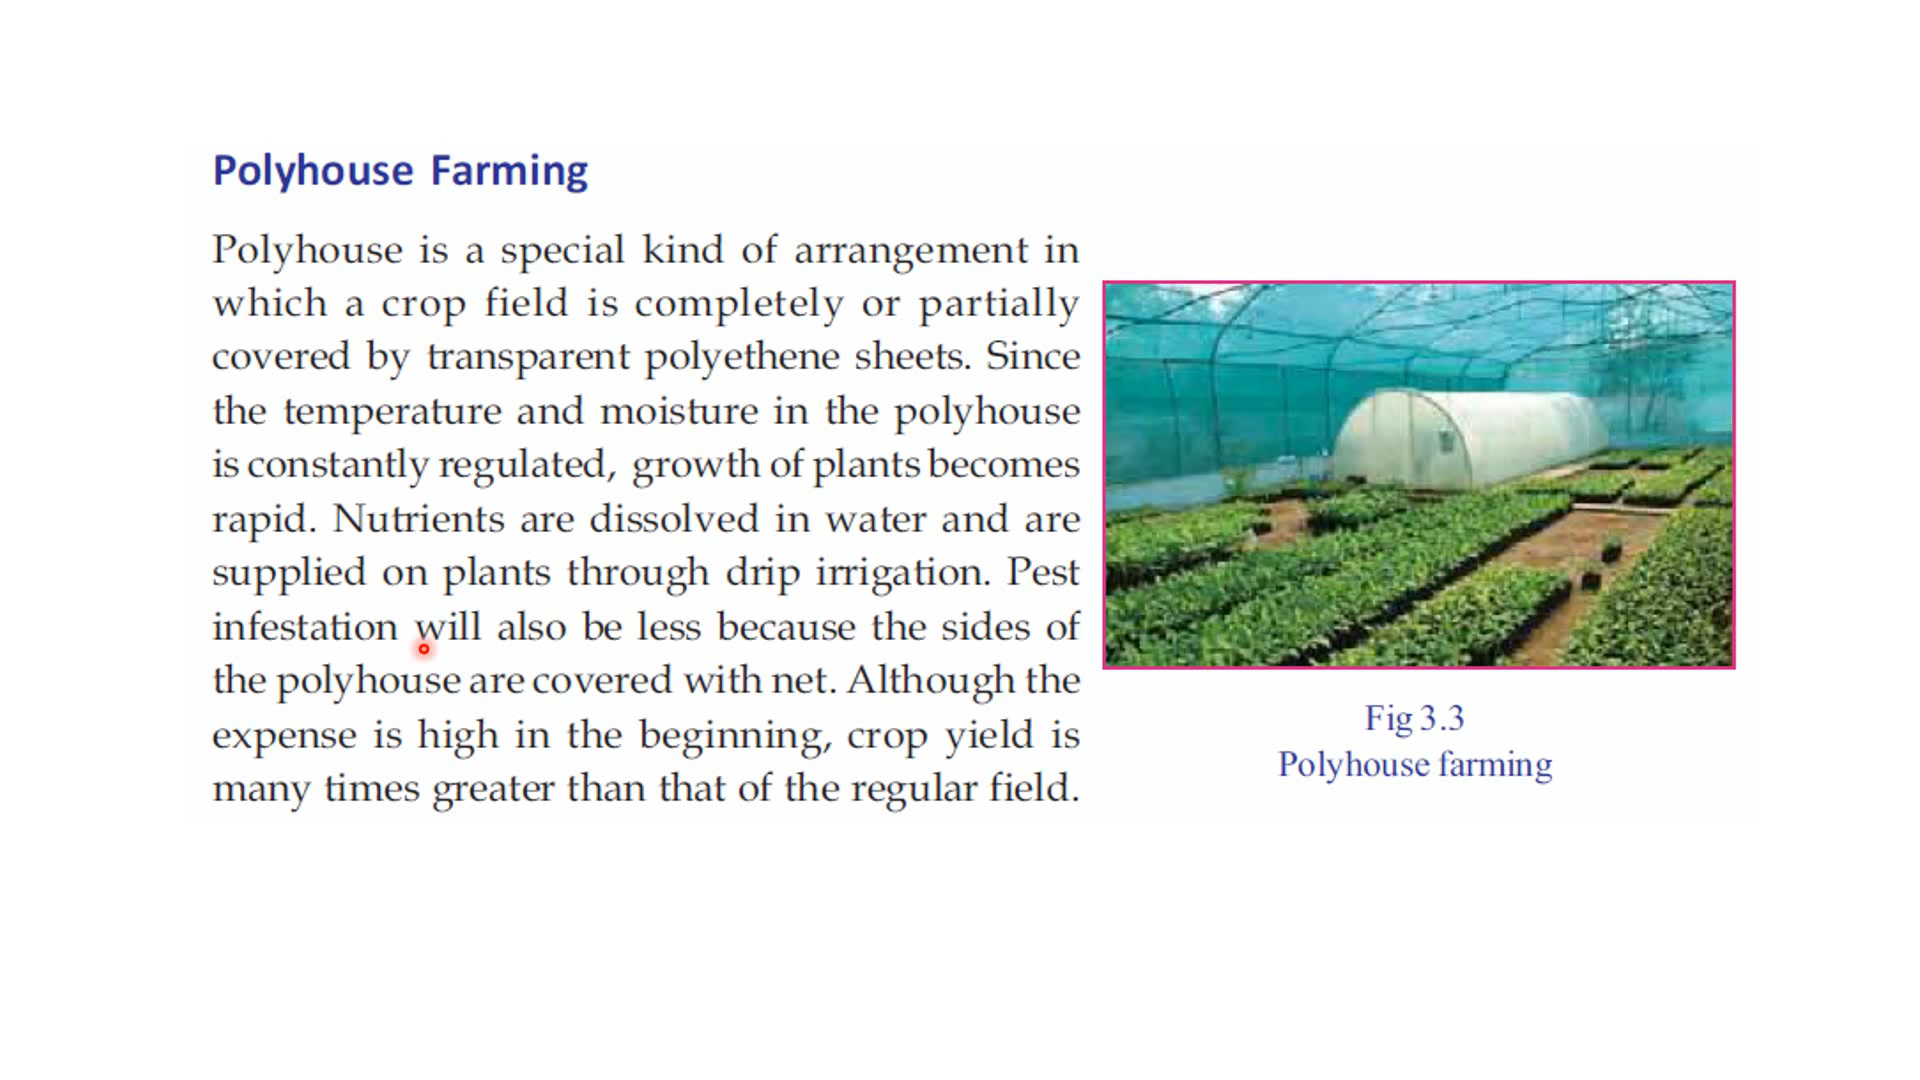 Polyhouse Farming
Polyhouse is a special kind of arrangement in
which a crop field is completely or partially
covered by transparent polyethene sheets. Since
the temperature and moisture in the polyhouse
is constantly regulated, growth of plants becomes
rapid. Nutrients are dissolved in water and are
supplied on plants through drip irrigation. Pest
infestation will also be less because the sides of
the polyhouse are covered with net. Although the
expense is high in the beginning, crop yield is
many times greater than that of the regular field.
Fig 3.3
Polyhouse farming